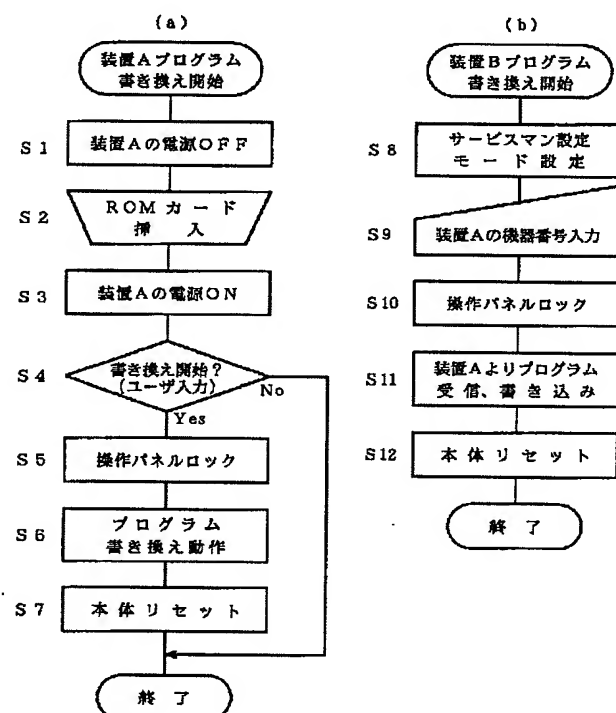 (a)
装置Aプログラム
書き換え開始
S1
装置Aの電源OFF
S2
ROMカード
挿入
S3
装置Aの電源ON
S4
書き換え開始?
(ユーザ入力)
No
Yes
S5
操作パネルロック
S6
プログラム
書き換え動作
S7
本体リセット
終了
(b)
装置Bプログラム
書き換え開始
S8
サービスマン設定
モード設定
S9
装置Aの機器番号入力
S10
操作パネルロック
S11
装置Aよりプログラム
受信、書き込み
S12
本体リセット
終了